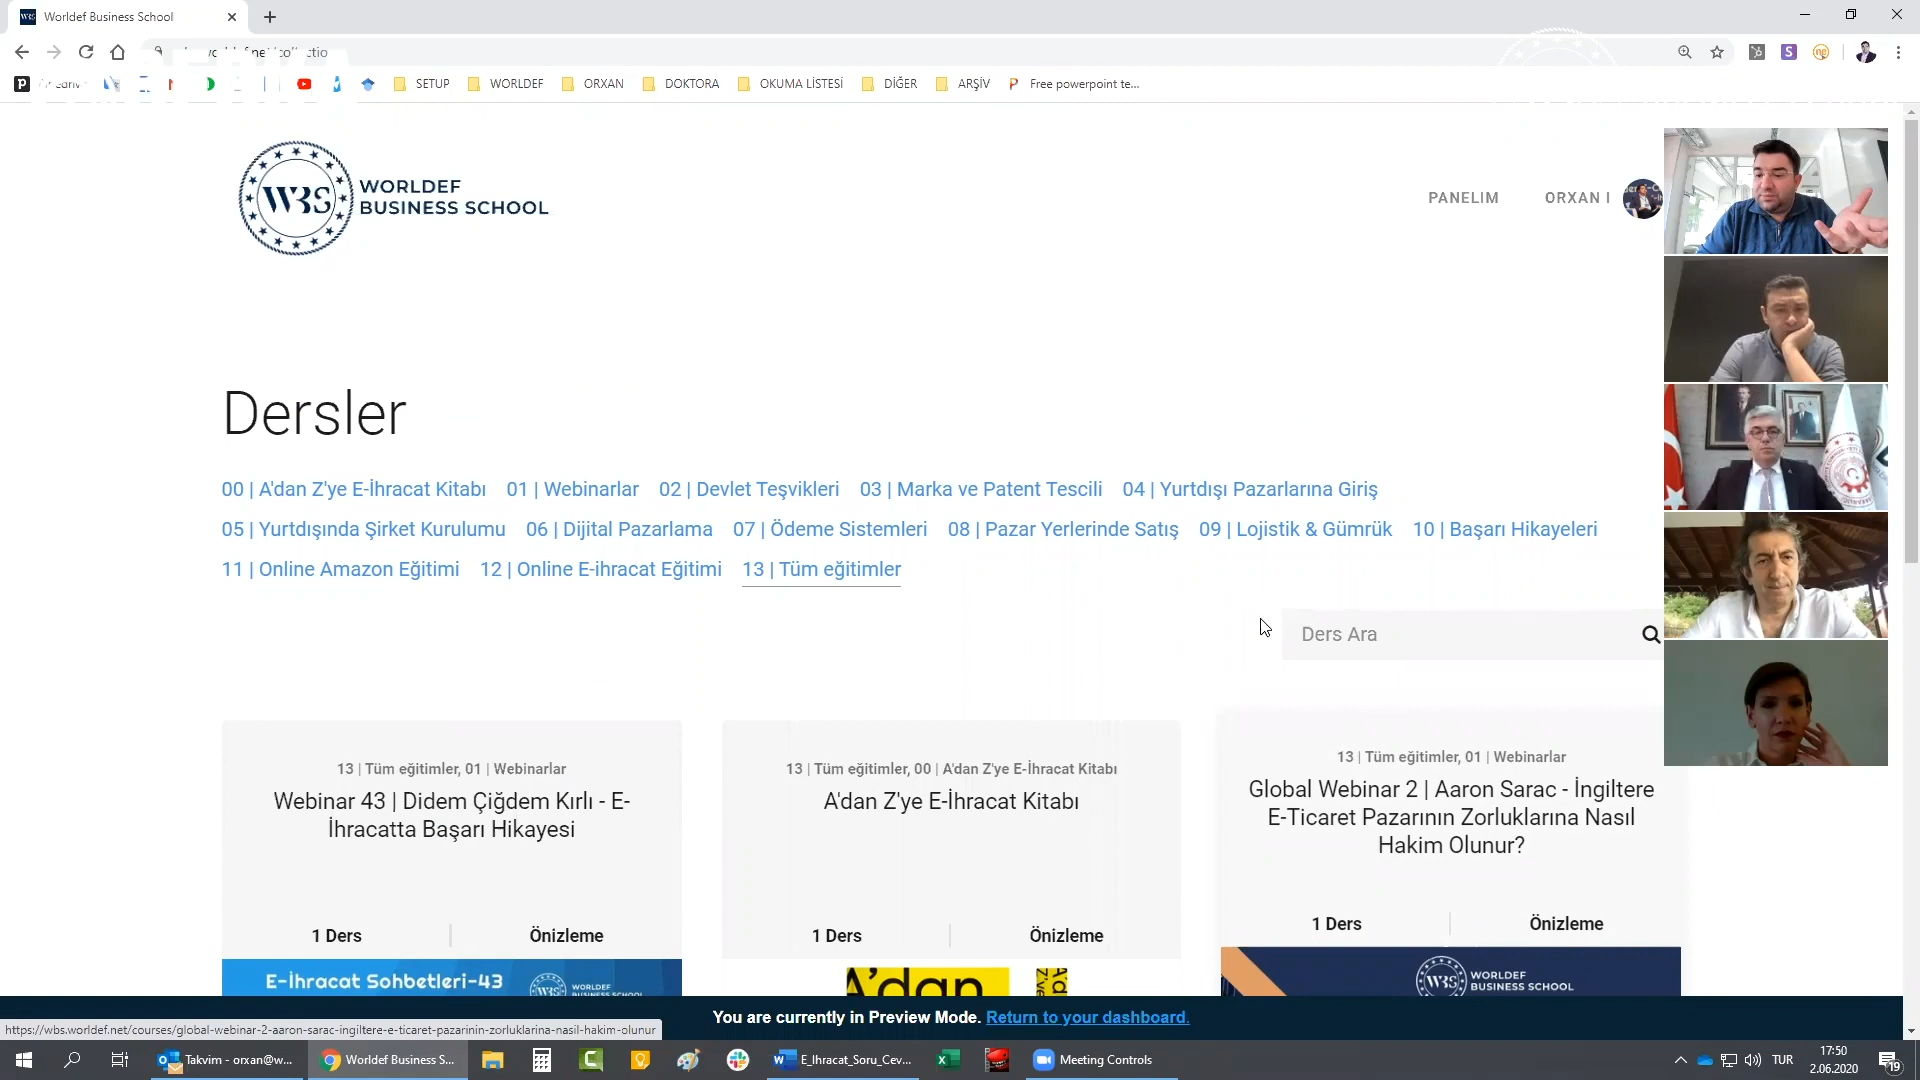 Worldef Business School
SETUP
WORLDEF
ORXAN
DOKTORA
OKUMA LİSTESİ
DİĞER
ARŞİV
Free powerpoint te...
WBS
WORLDEF
BUSINESS SCHOOL
PANELIM
ORXAN I
Dersler
00 | A'dan Z'ye E-İhracat Kitabı 01 | Webinarlar 02 | Devlet Teşvikleri 03 | Marka ve Patent Tescili 04 | Yurtdışı Pazarlarına Giriş
05 | Yurtdışında Şirket Kurulumu 06 | Dijital Pazarlama 07 | Ödeme Sistemleri 08 | Pazar Yerlerinde Satış 09 | Lojistik & Gümrük 10 | Başarı Hikayeleri
11 | Online Amazon Eğitimi 12 | Online E-ihracat Eğitimi 13 | Tüm eğitimler
Ders Ara
13 | Tüm eğitimler, 01 | Webinarlar
Webinar 43 | Didem Çiğdem Kırlı - E-
İhracatta Başarı Hikayesi
1 Ders
Önizleme
E-İhracat Sohbetleri-43
WORLDEF
13 | Tüm eğitimler, 00 | A'dan Z'ye E-İhracat Kitabı
A'dan Z'ye E-İhracat Kitabı
1 Ders
Önizleme
A'dan
13 | Tüm eğitimler, 01 | Webinarlar
Global Webinar 2 | Aaron Sarac - İngiltere
E-Ticaret Pazarının Zorluklarına Nasıl
Hakim Olunur?
1 Ders
Önizleme
WBS
WORLDEF
BUSINESS SCHOOL
You are currently in Preview Mode. Return to your dashboard.
https://wbs.worldef.net/courses/global-webinar-2-aaron-sarac-ingiltere-e-ticaret-pazarinin-zorluklarina-nasil-hakim-olunur
Takvim - orxan@w...
Worldef Business S...
E_Ihracat_Soru_Cev...
Meeting Controls
TUR
17:50
2.06.2020
19